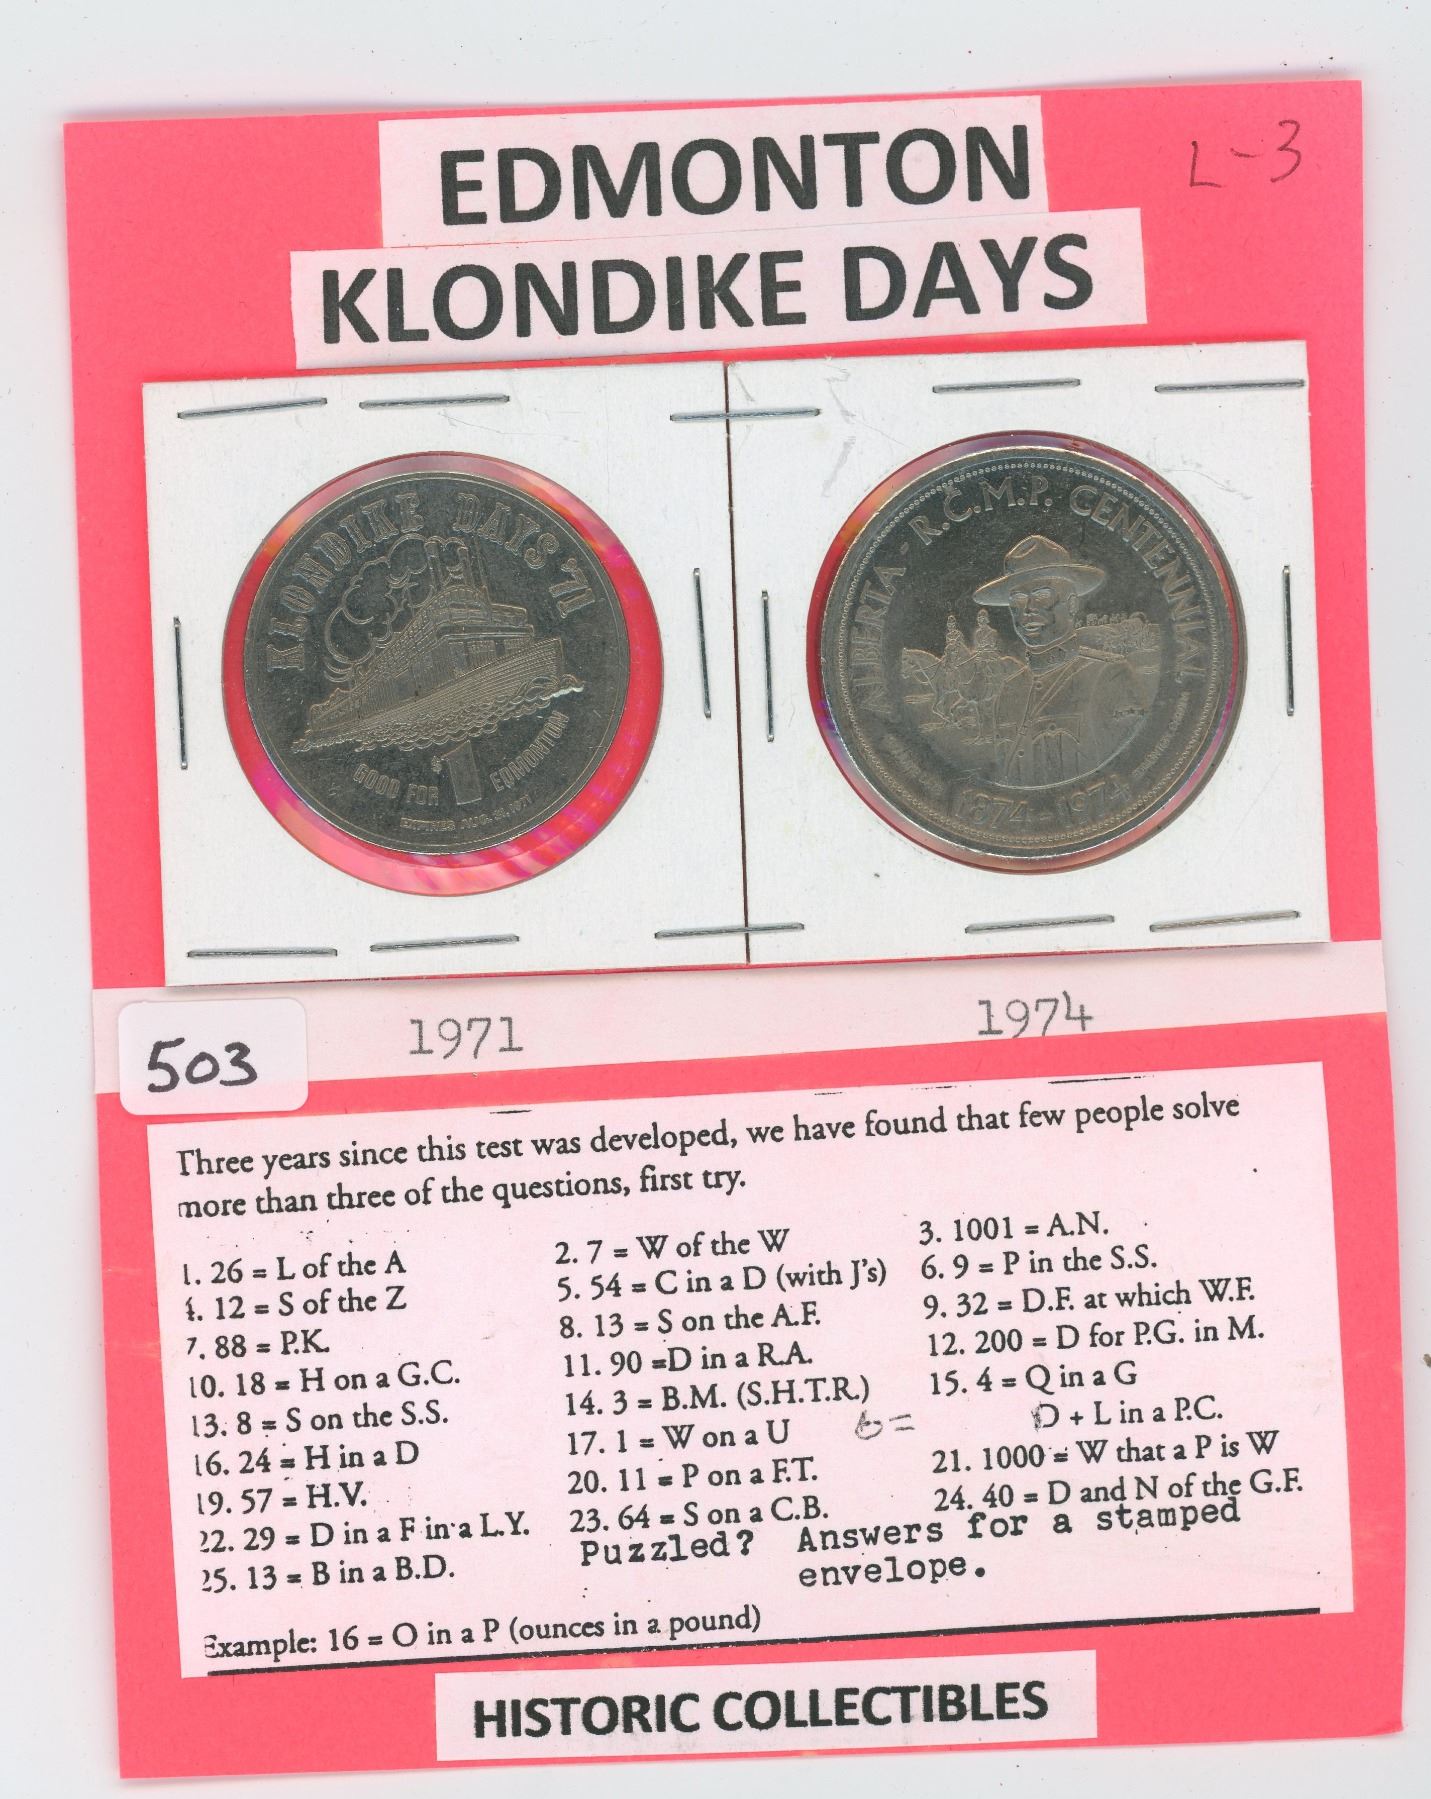 L-3
EDMONTON
KLONDIKE DAYS
KLONDIKE DAYS '71
GOOD FOR $1 EDMONTON
EXPIRES AUG. 31, 1971
ALBERTA - R.C.M.P. CENTENNIAL
1874-1974
1971
1974
503
Three years since this test was developed, we have found that few people solve
more than three of the questions, first try.
1. 26 = L of the A
2. 7 = W of the W
3. 1001 = A.N.
4. 12 = S of the Z
5. 54 = C in a D (with J's)
6. 9 = P in the S.S.
7. 88 = P.K.
8. 13 = S on the A.F.
9. 32 = D.F. at which W.F.
10. 18 = H on a G.C.
11. 90 =D in a R.A.
12. 200 = D for P.G. in M.
13. 8 = S on the S.S.
14. 3 = B.M. (S.H.T.R.)
15. 4 = Q in a G
16. 24 = H in a D
17. 1 = W on a U
6 = D + L in a P.C.
19. 57 = H.V.
20. 11 = P on a F.T.
21. 1000 = W that a P is W
22. 29 = D in a F in a L.Y.
23. 64 = S on a C.B.
24. 40 = D and N of the G.F.
25. 13 = B in a B.D.
Puzzled? Answers for a stamped
envelope.
Example: 16 = O in a P (ounces in a pound)
HISTORIC COLLECTIBLES